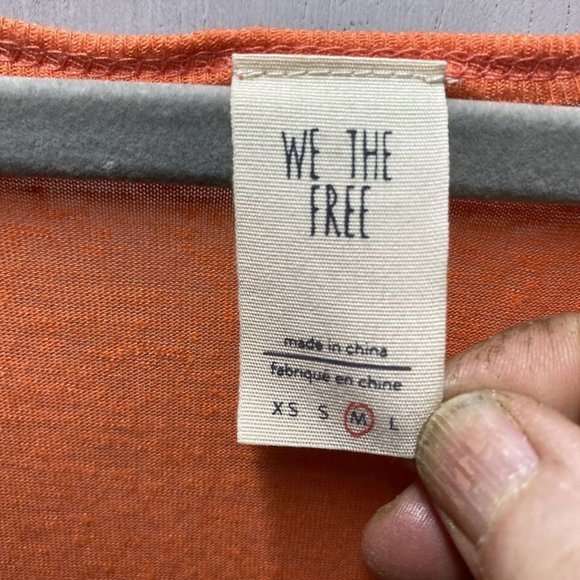 WE THE
FREE
made in china
fabriqué en chine
XS S M L